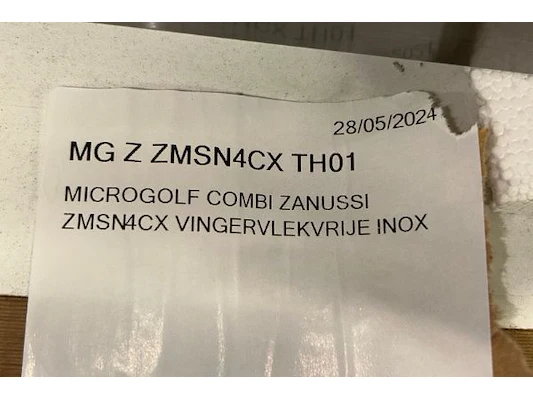 28/05/2024
MG Z ZMSN4CX TH01
MICROGOLF COMBI ZANUSSI
ZMSN4CX VINGERVLEKVRIJE INOX